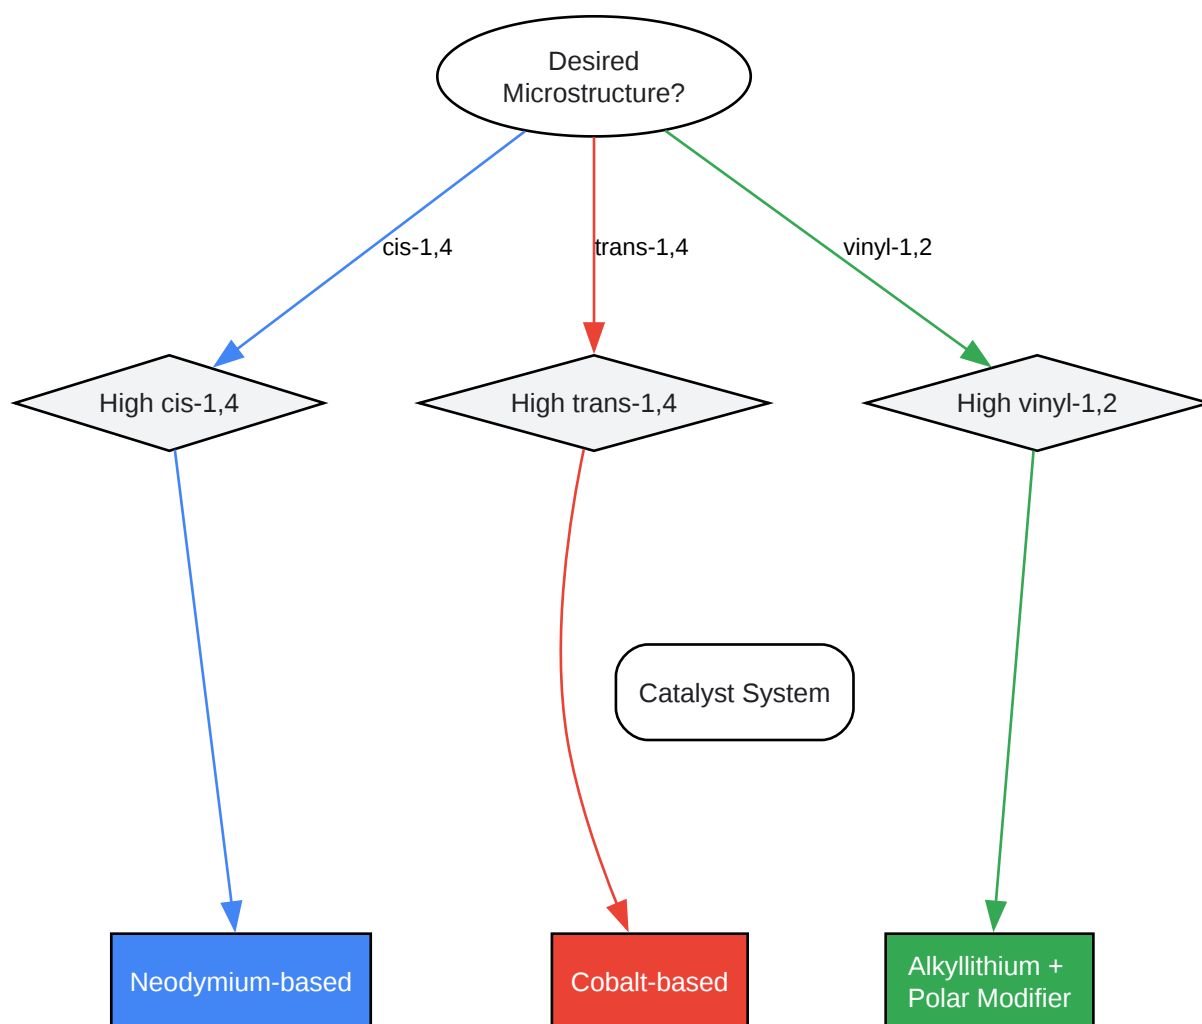 Desired
Microstructure?
cis-1,4
trans-1,4
vinyl-1,2
High cis-1,4
High trans-1,4
High vinyl-1,2
Catalyst System
Neodymium-based
Cobalt-based
Alkyllithium +
Polar Modifier